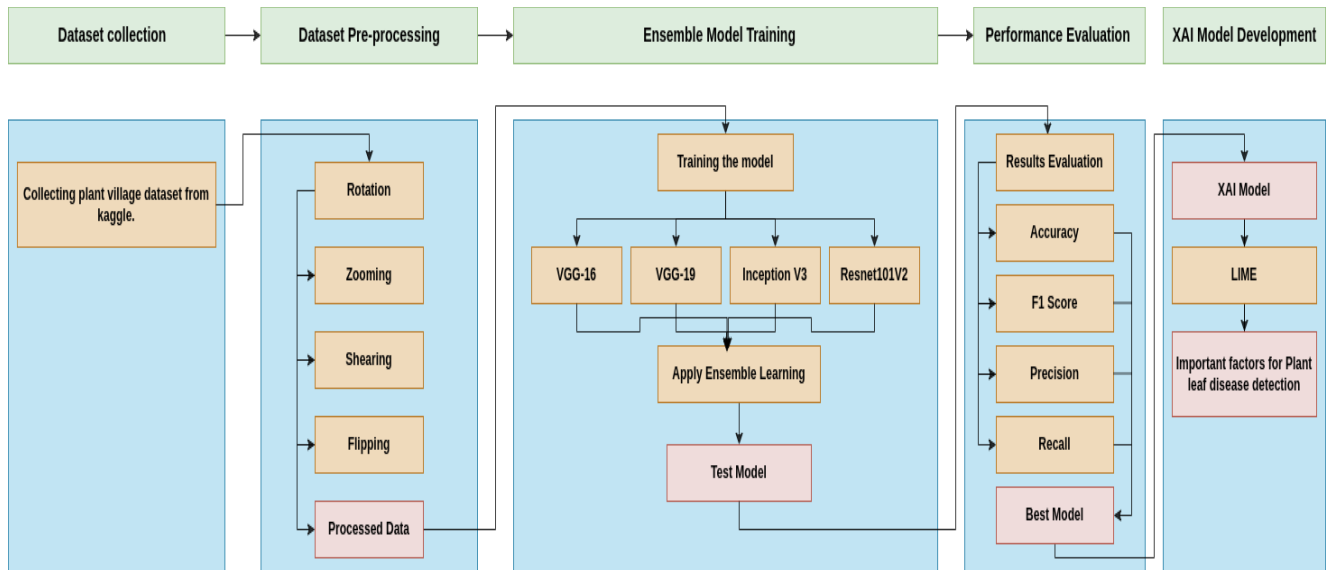 Dataset collection
Dataset Pre-processing
Ensemble Model Training
Performance Evaluation
XAI Model Development
Collecting plant village dataset from
kaggle.
Rotation
Zooming
Shearing
Flipping
Processed Data
Training the model
VGG-16
VGG-19
Inception V3
Resnet101V2
Apply Ensemble Learning
Test Model
Results Evaluation
Accuracy
F1 Score
Precision
Recall
Best Model
XAI Model
LIME
Important factors for Plant
leaf disease detection